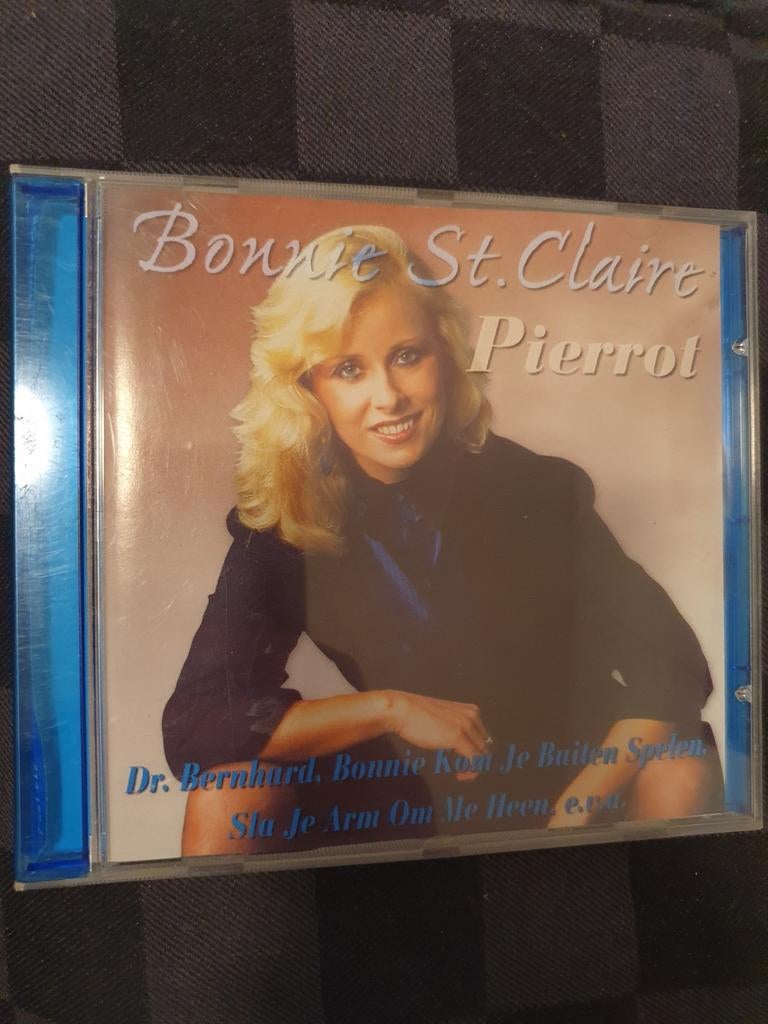 Bonnie St.Claire
Pierrot
Dr. Bernhard, Bonnie Kom Je Buiten Spelen,
Sla Je Arm Om Me Heen, e.v.a.